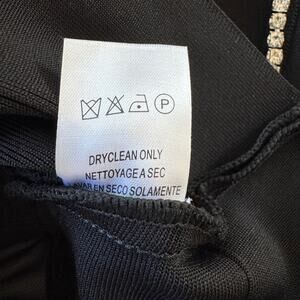 P
DRYCLEAN ONLY
NETTOYAGE A SEC
LAVAR EN SECO SOLAMENTE